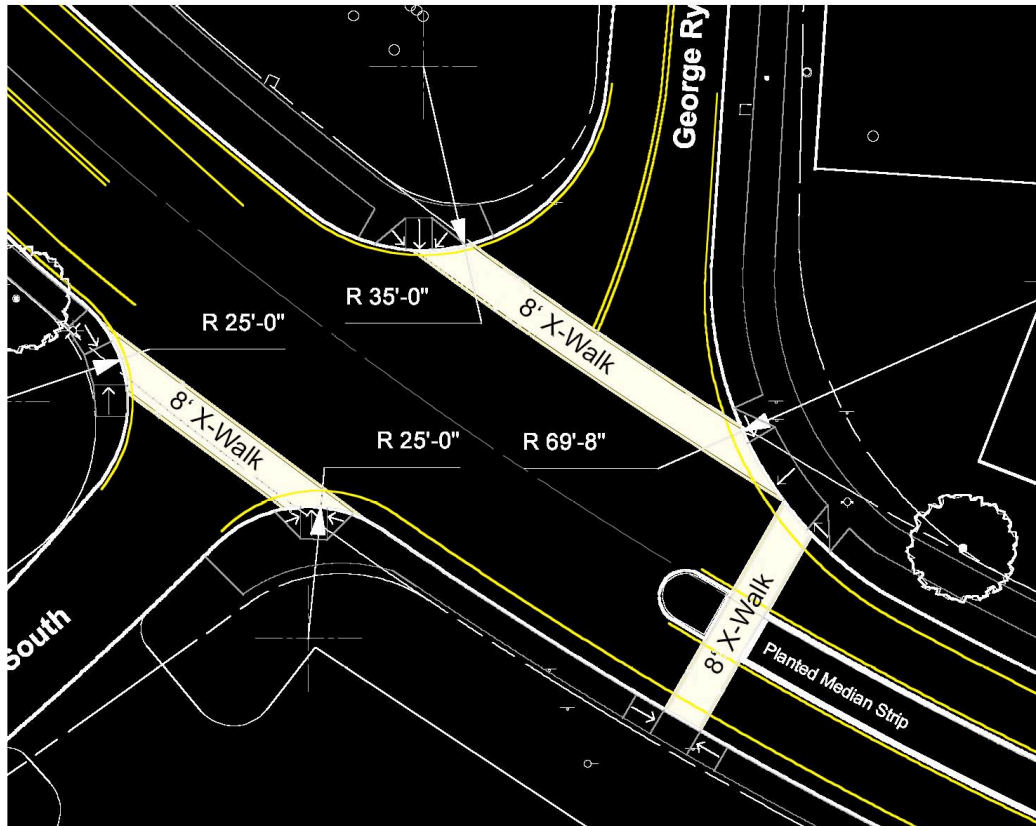 George Ry
R 35'-0"
R 25'-0"
8' X-Walk
8' X-Walk
R 25'-0"
R 69'-8"
8' X-Walk
South
Planted Median Strip